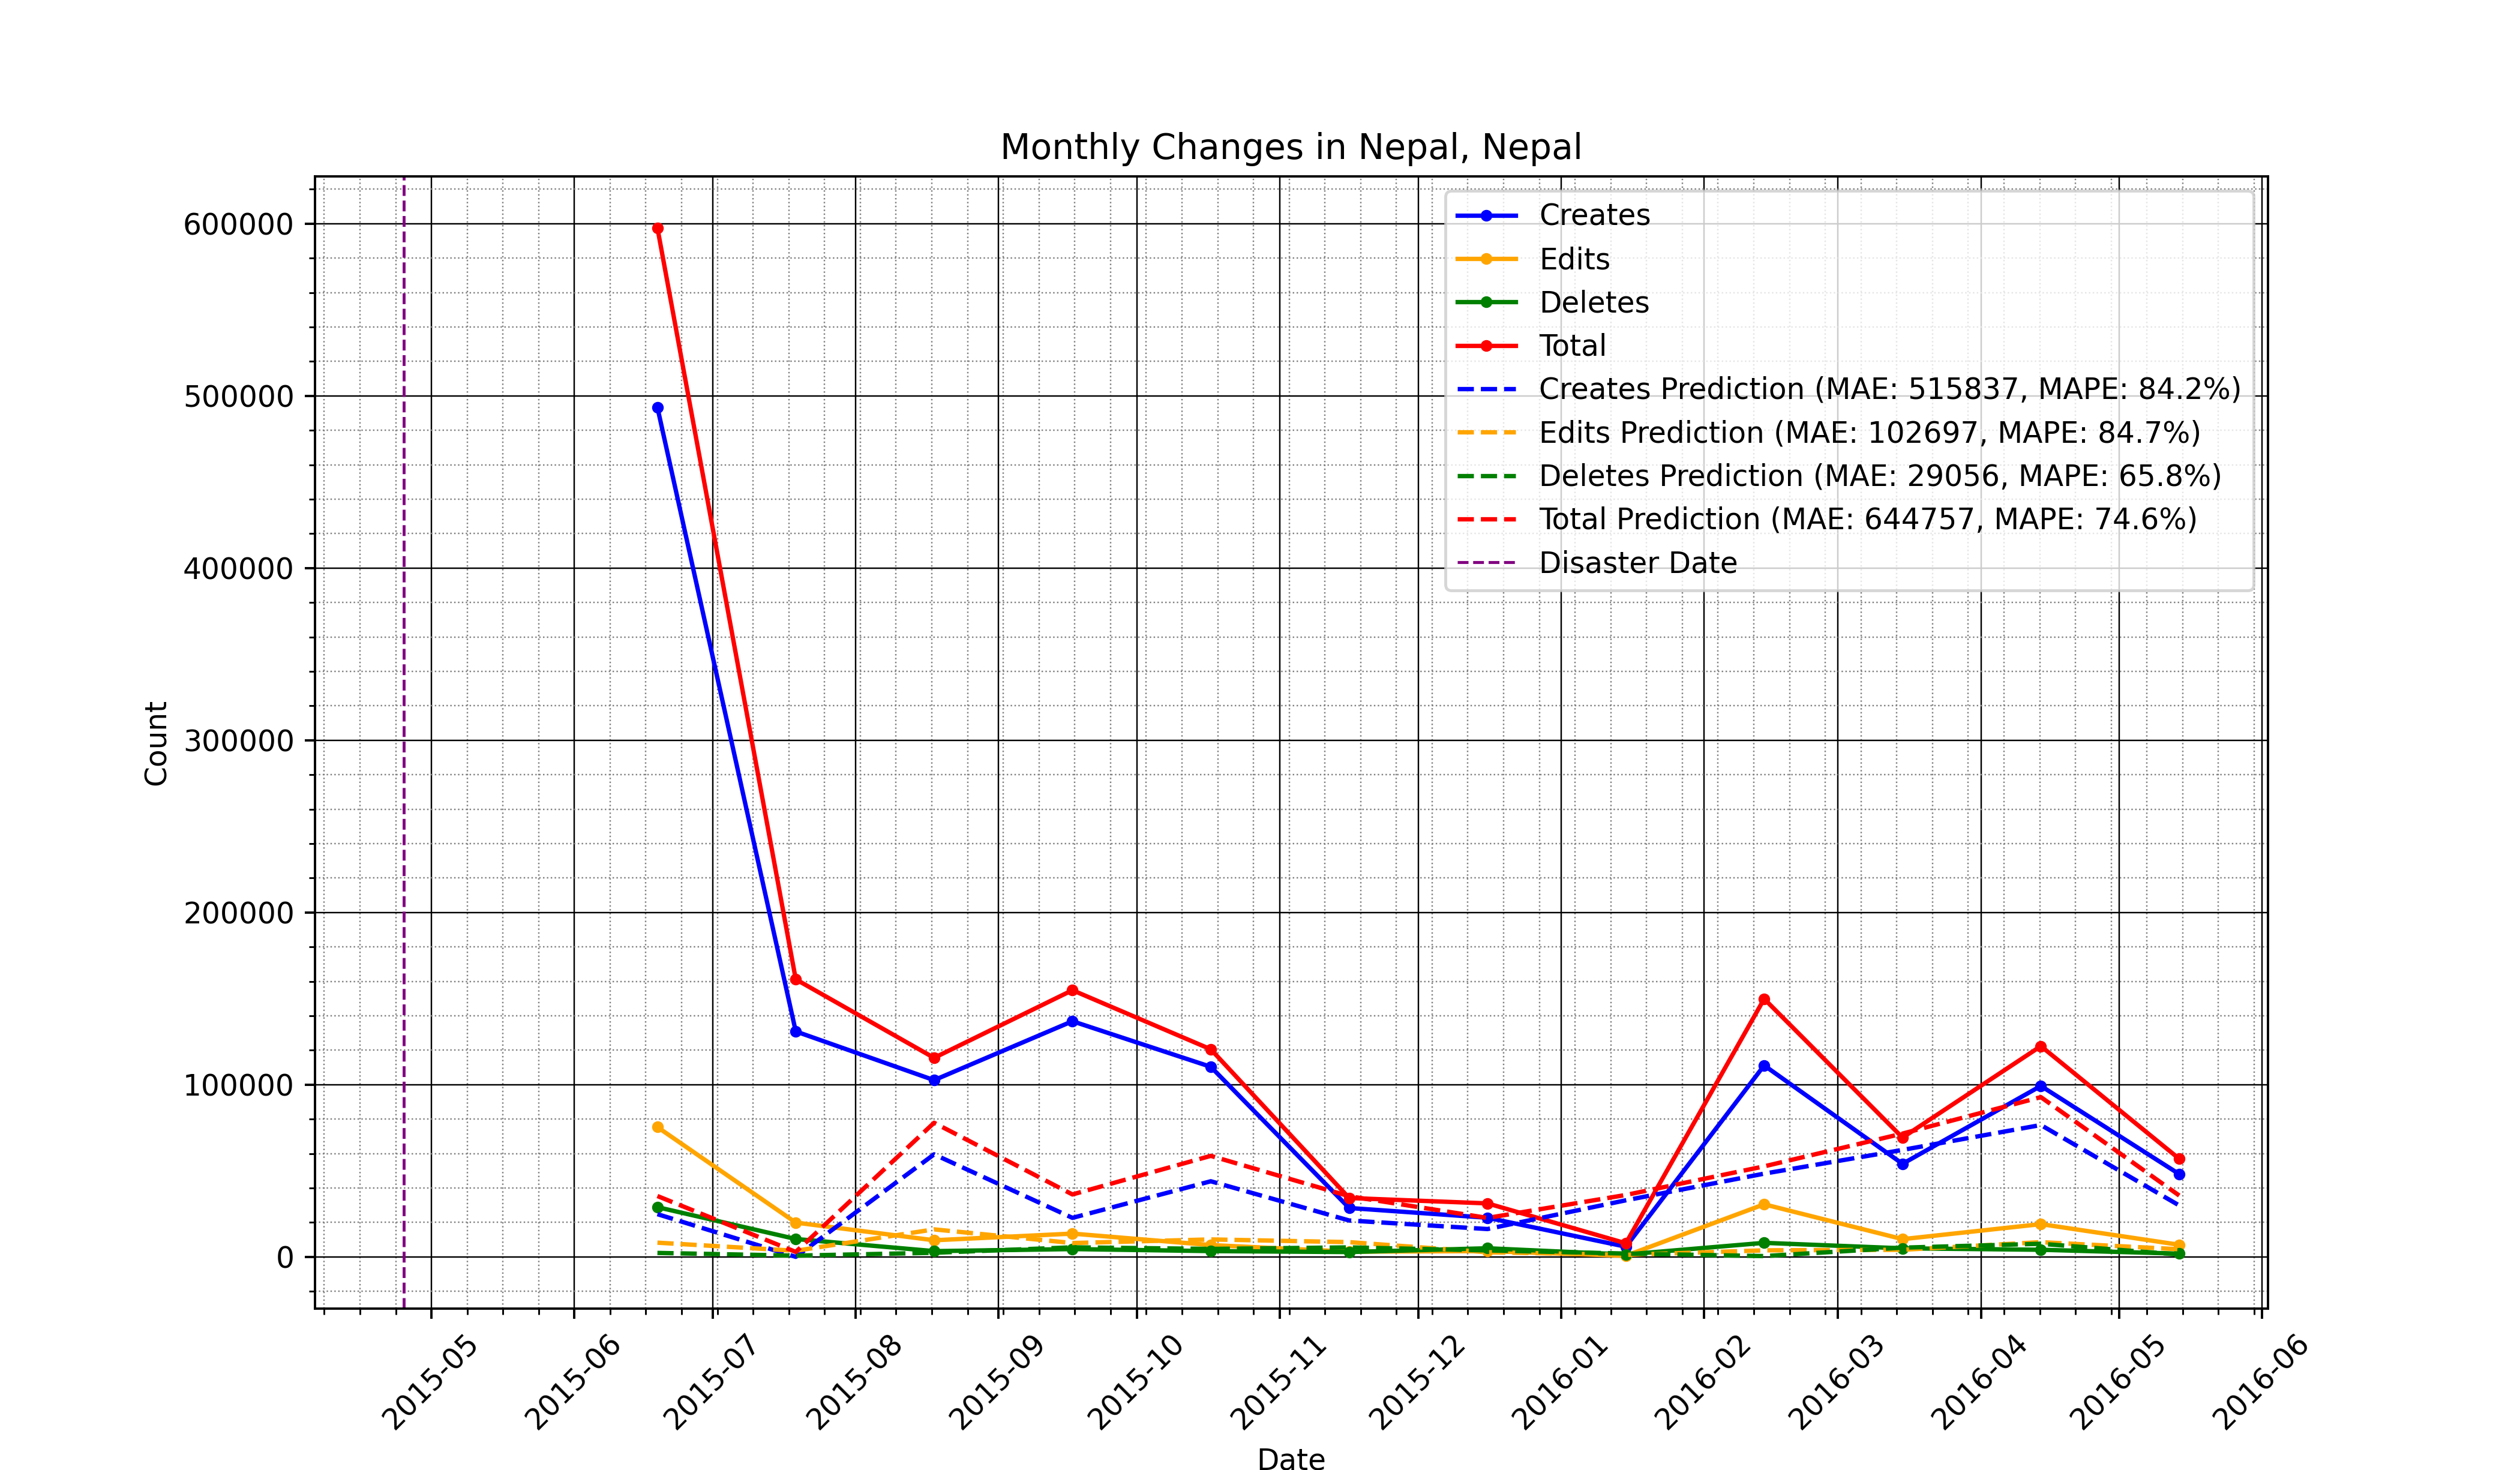 Monthly Changes in Nepal, Nepal
600000
500000
400000
300000
200000
100000
0
Count
Creates
Edits
Deletes
Total
Creates Prediction (MAE: 515837, MAPE: 84.2%)
Edits Prediction (MAE: 102697, MAPE: 84.7%)
Deletes Prediction (MAE: 29056, MAPE: 65.8%)
Total Prediction (MAE: 644757, MAPE: 74.6%)
Disaster Date
2015-05
2015-06
2015-07
2015-08
2015-09
2015-10
2015-11
2015-12
2016-01
2016-02
2016-03
2016-04
2016-05
2016-06
Date